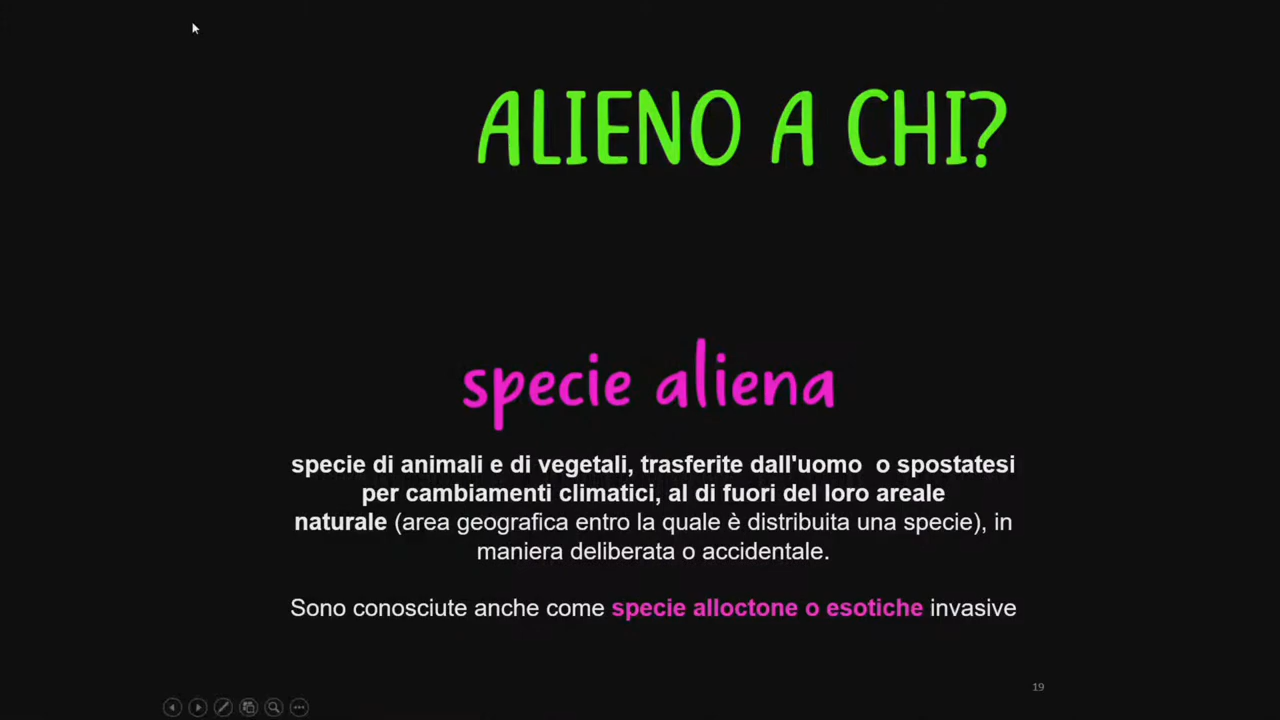 ALIENO A CHI?
specie aliena
specie di animali e di vegetali, trasferite dall'uomo o spostatesi
per cambiamenti climatici, al di fuori del loro areale
naturale (area geografica entro la quale è distribuita una specie), in
maniera deliberata o accidentale.
Sono conosciute anche come specie alloctone o esotiche invasive
19